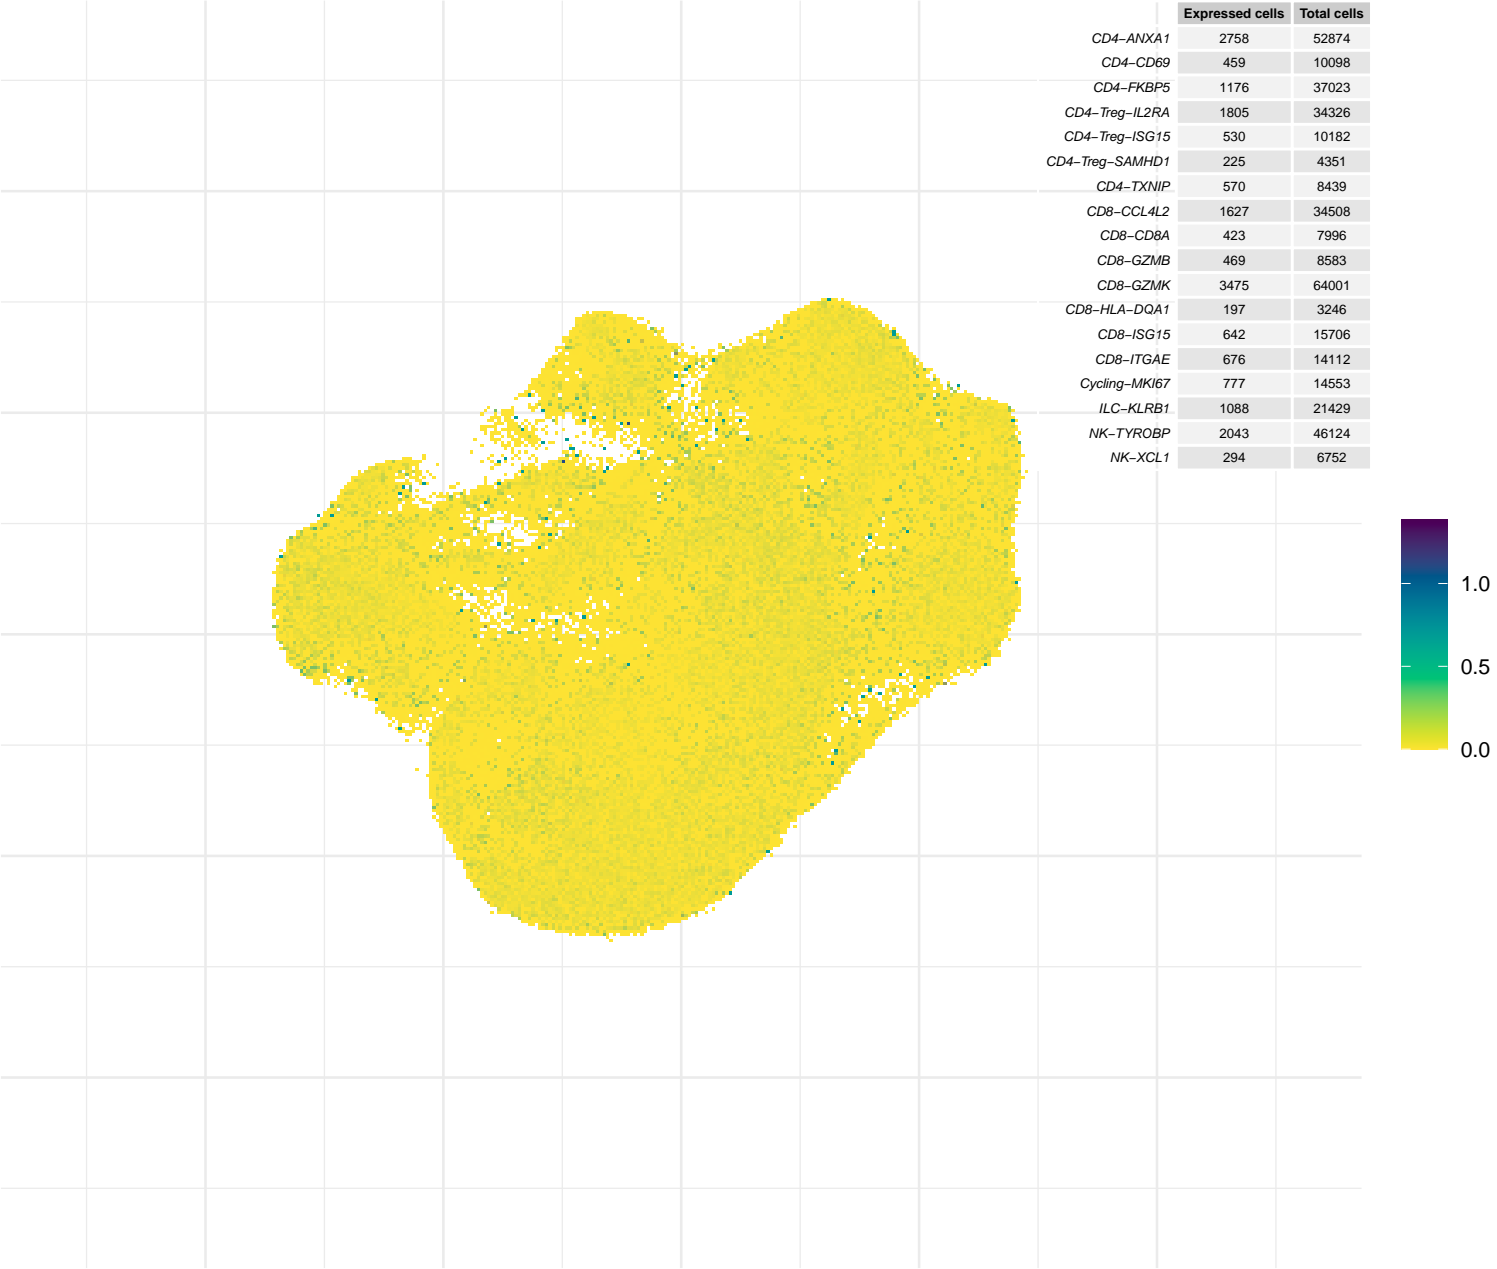 Expressed cells Total cells
CD4−ANXA1 2758 52874
CD4−CD69 459 10098
CD4−FKBP5 1176 37023
CD4−Treg−IL2RA 1805 34326
CD4−Treg−ISG15 530 10182
CD4−Treg−SAMHD1 225 4351
CD4−TXNIP 570 8439
CD8−CCL4L2 1627 34508
CD8−CD8A 423 7996
CD8−GZMB 469 8583
CD8−GZMK 3475 64001
CD8−HLA−DQA1 197 3246
CD8−ISG15 642 15706
CD8−ITGAE 676 14112
Cycling−MKI67 777 14553
ILC−KLRB1 1088 21429
NK−TYROBP 2043 46124
NK−XCL1 294 6752
1.0
0.5
0.0